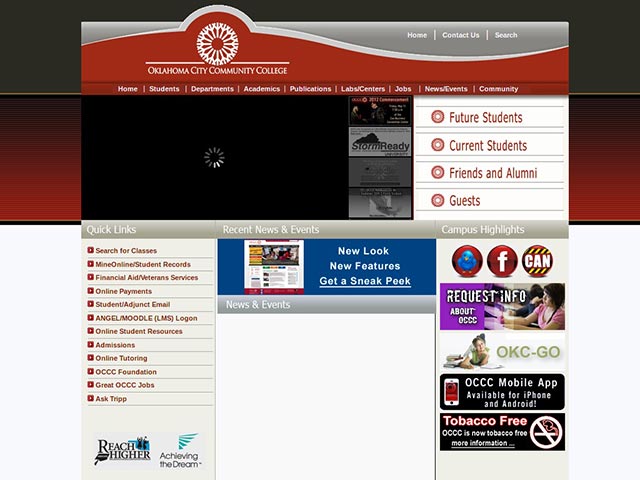 Home
Contact Us
Search
OKLAHOMA CITY COMMUNITY COLLEGE
Home
Students
Departments
Academics
Publications
Labs/Centers
Jobs
News/Events
Community
2012 Commencement
StormReady
UNIVERSITY
Future Students
Current Students
Friends and Alumni
Guests
Quick Links
Search for Classes
MineOnline/Student Records
Financial Aid/Veterans Services
Online Payments
Student/Adjunct Email
ANGEL/MOODLE (LMS) Logon
Online Student Resources
Admissions
Online Tutoring
OCCC Foundation
Great OCCC Jobs
Ask Tripp
REACH
HIGHER
Achieving
the Dream™
Recent News & Events
New Look
New Features
Get a Sneak Peek
News & Events
Campus Highlights
f
CAN
REQUEST INFO
ABOUT
OCCC
OKC-GO
OCCC Mobile App
Available for iPhone
and Android!
Tobacco Free
OCCC is now tobacco free
more information ...